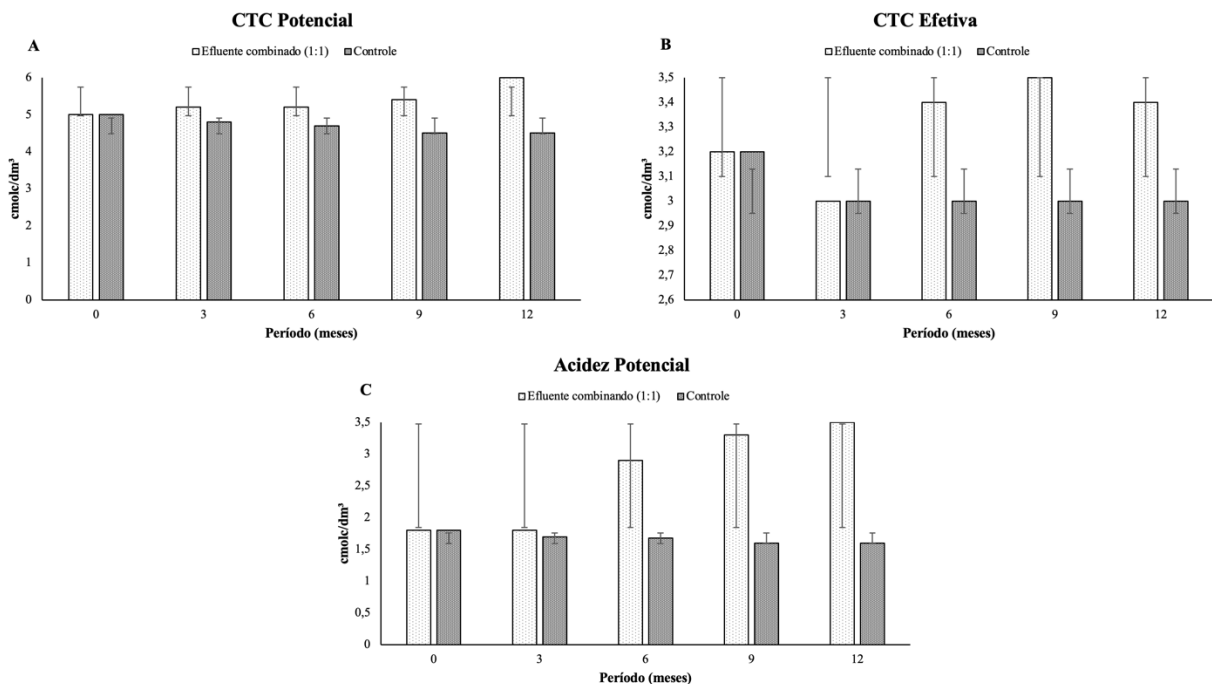 CTC Potencial
A
Efluente combinado (1:1) Controle
cmolc/dm³
6
5
4
3
2
1
0
0 3 6 9 12
Período (meses)
CTC Efetiva
B
Efluente combinado (1:1) Controle
cmolc/dm³
3,5
3,4
3,3
3,2
3,1
3
2,9
2,8
2,7
2,6
0 3 6 9 12
Período (meses)
Acidez Potencial
C
Efluente combinando (1:1) Controle
cmolc/dm³
3,5
3
2,5
2
1,5
1
0,5
0
0 3 6 9 12
Período (meses)